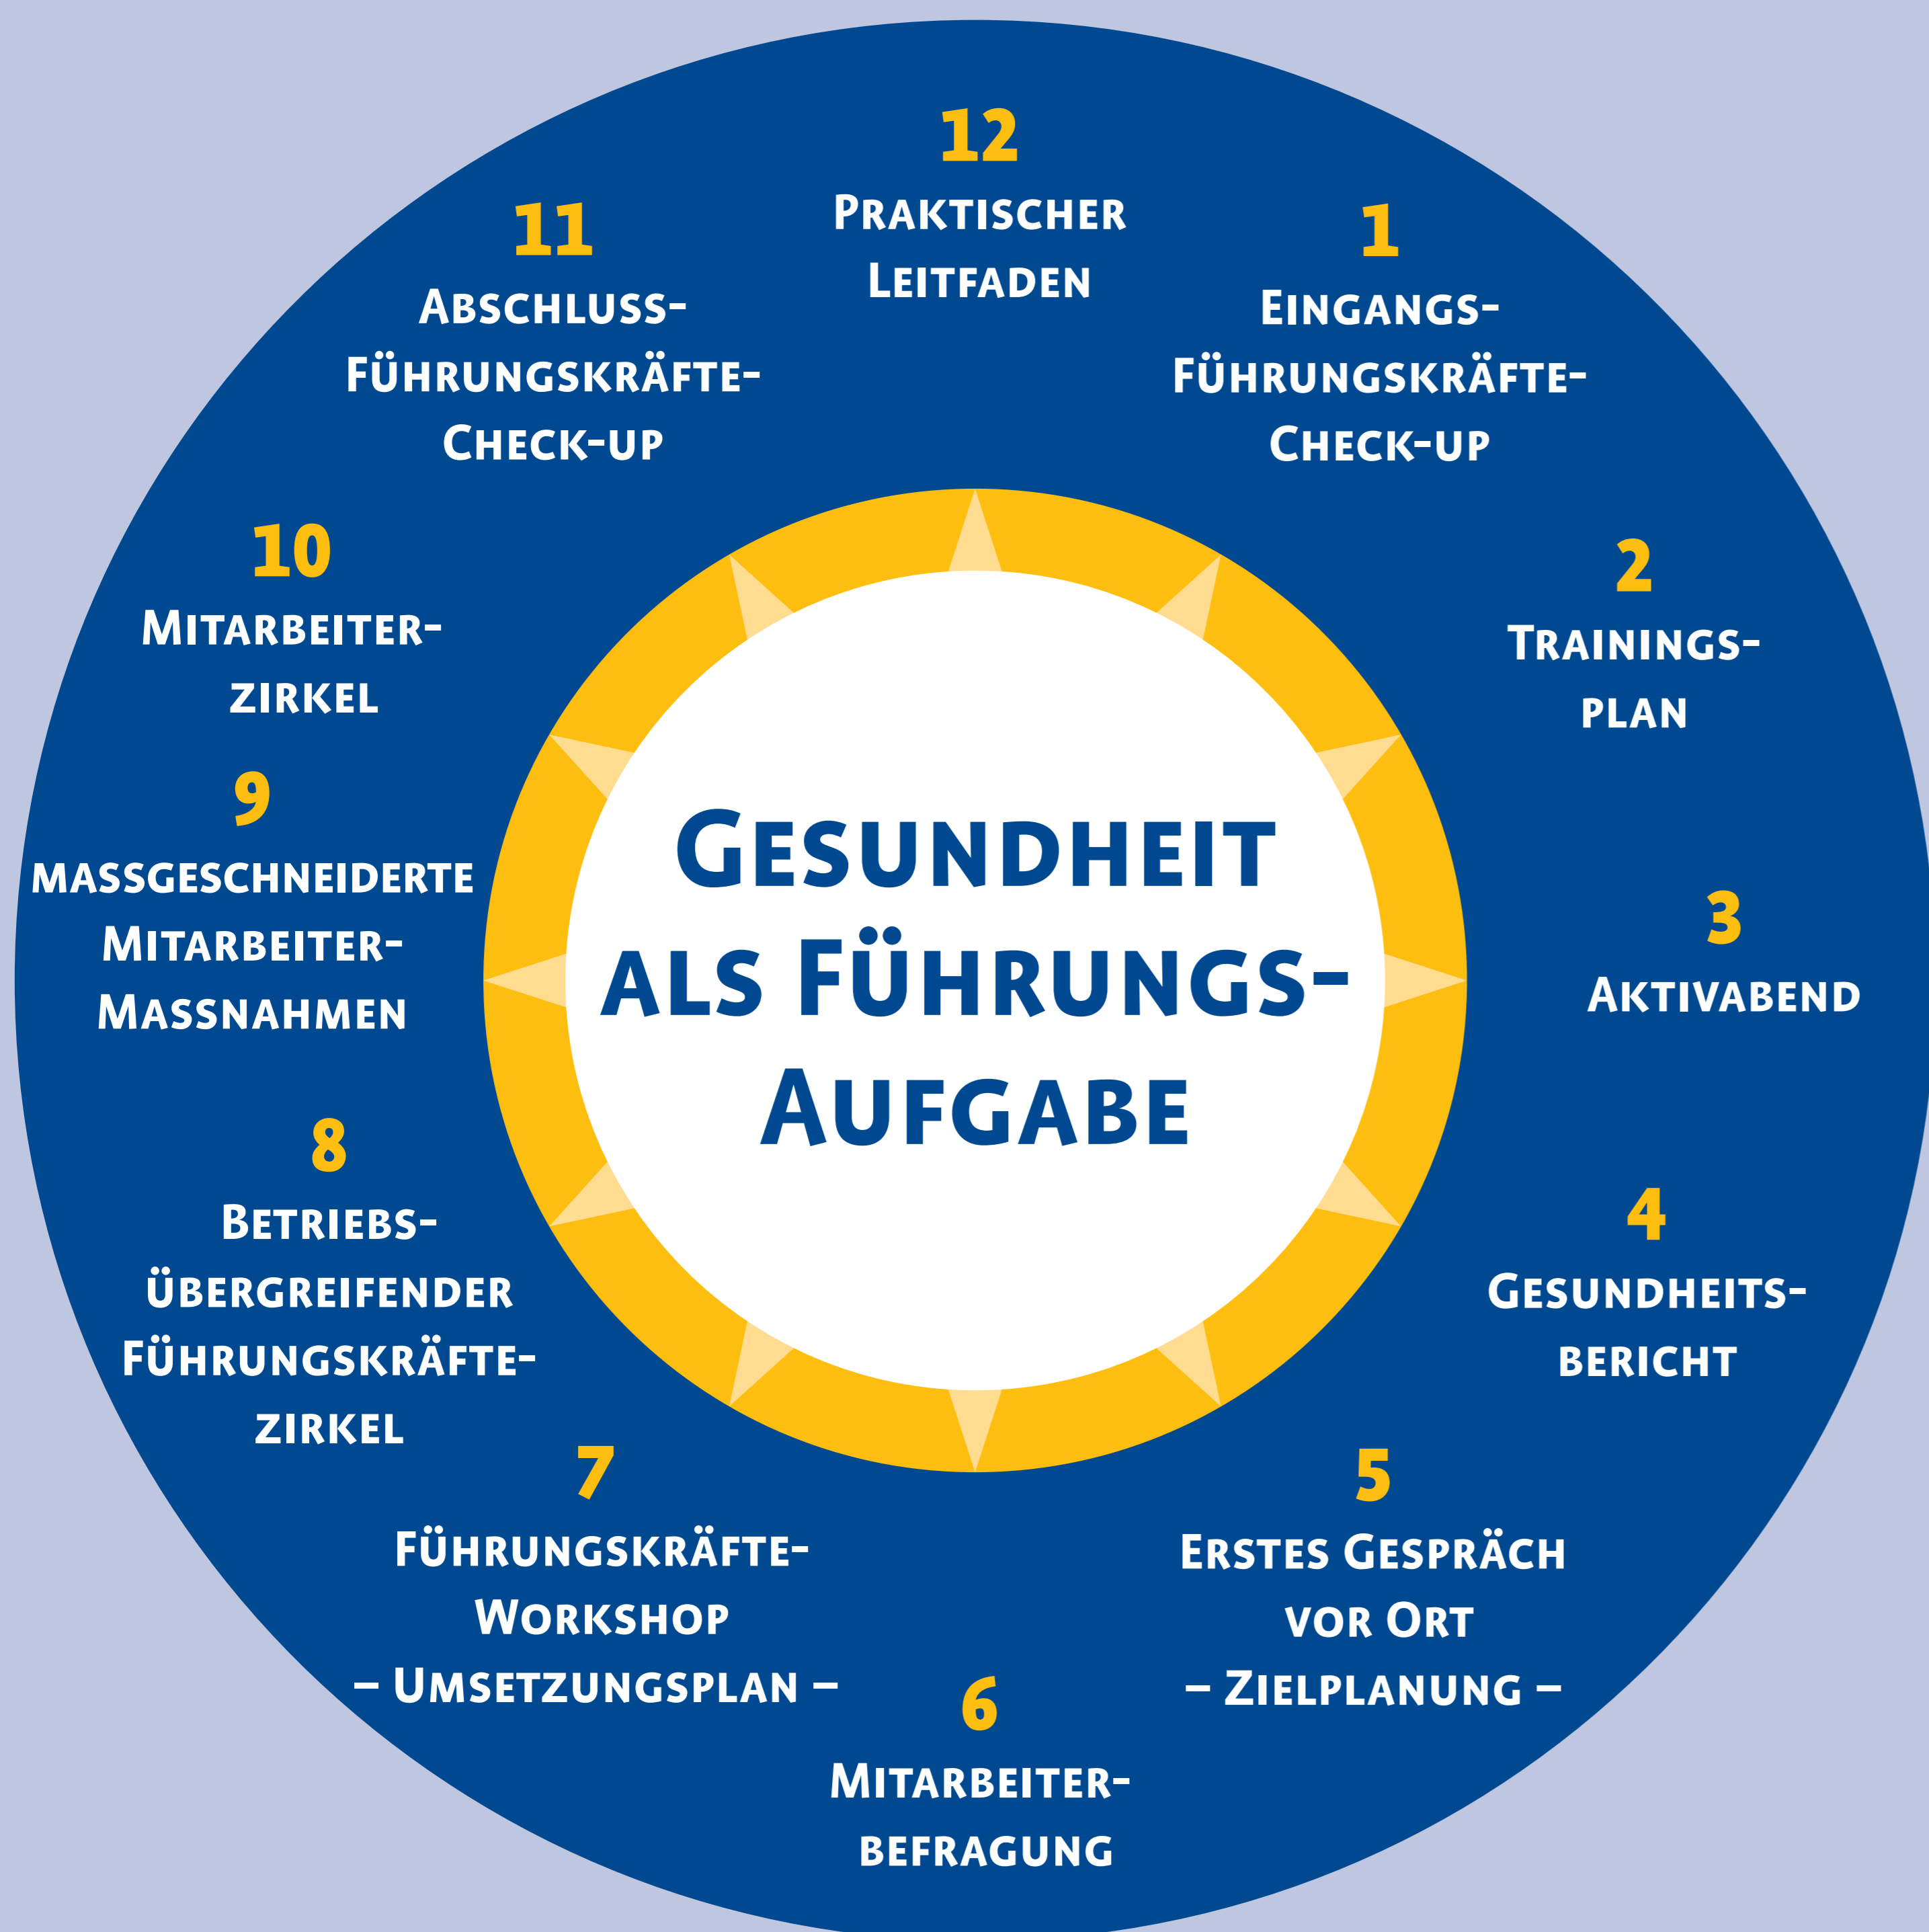 12
Praktischer
Leitfaden
1
Eingangs-
Führungskräfte-
Check-up
2
Trainings-
plan
3
Aktivabend
4
Gesundheits-
bericht
5
Erstes Gespräch
vor Ort
– Zielplanung –
6
Mitarbeiter-
befragung
7
Führungskräfte-
Workshop
– Umsetzungsplan –
8
Betriebs-
übergreifender
Führungskräfte-
zirkel
9
massgeschneiderte
Mitarbeiter-
Massnahmen
10
Mitarbeiter-
zirkel
11
Abschluss-
Führungskräfte-
Check-up
Gesundheit
als Führungs-
Aufgabe